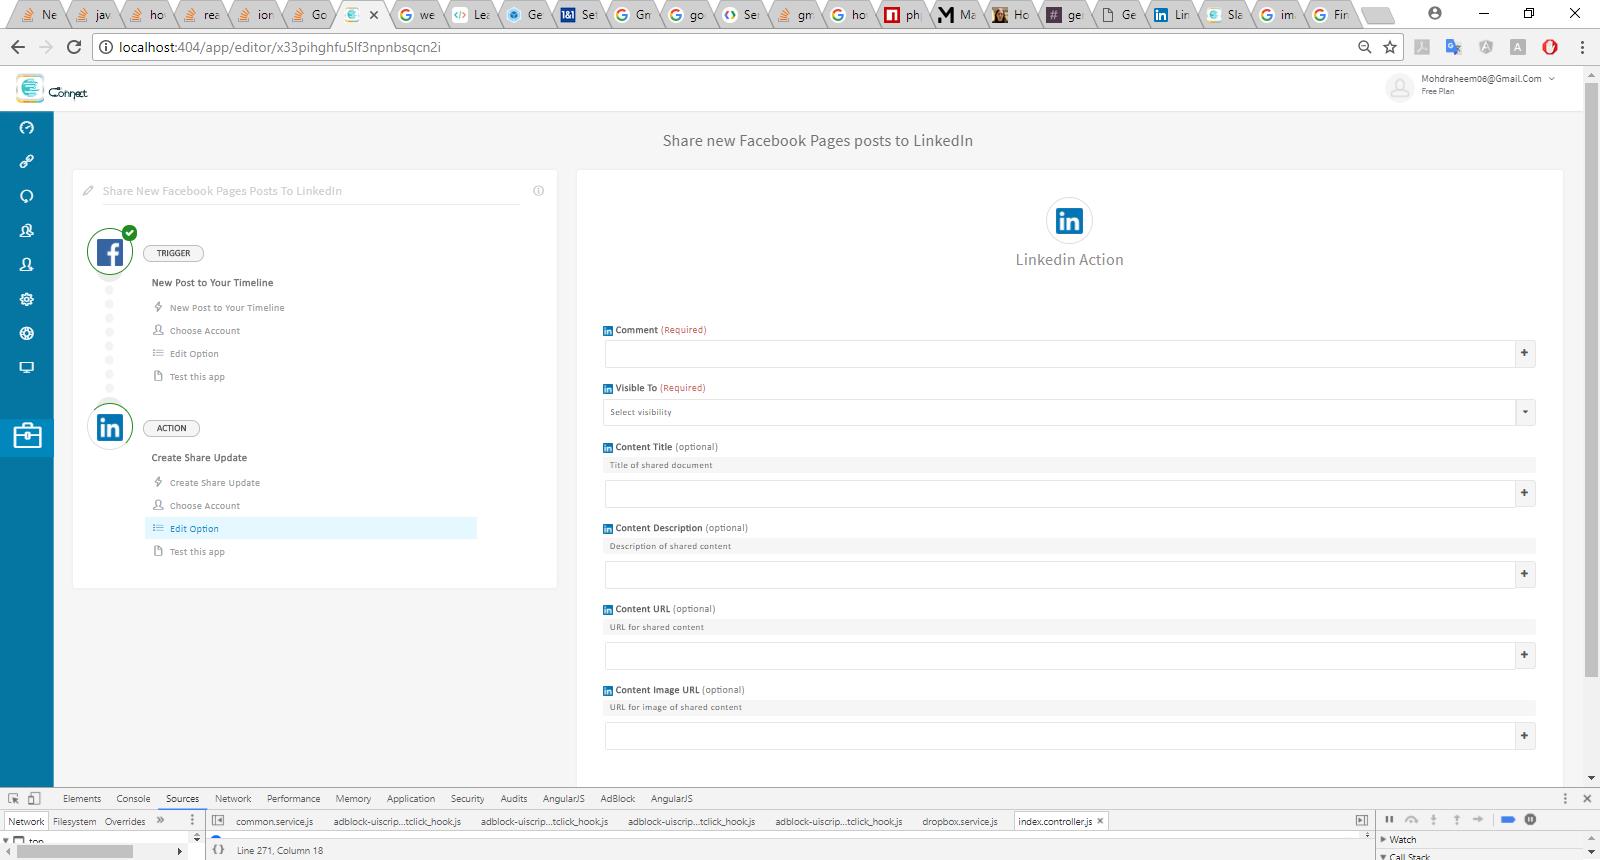 Ne
jav
ho
rea
ion
Go
we
Lea
Ge
Set
Gm
go
Ser
gm
ho
ph
Ma
Ho
ge
Ge
Lin
Sla
im
Fin
localhost:404/app/editor/x33pihghfu5lf3npnbsqcn2i
Connect
Mohdraheem06@Gmail.Com
Free Plan
Share new Facebook Pages posts to LinkedIn
Share New Facebook Pages Posts To LinkedIn
TRIGGER
New Post to Your Timeline
New Post to Your Timeline
Choose Account
Edit Option
Test this app
ACTION
Create Share Update
Create Share Update
Choose Account
Edit Option
Test this app
Linkedin Action
Comment (Required)
Visible To (Required)
Select visibility
Content Title (optional)
Title of shared document
Content Description (optional)
Description of shared content
Content URL (optional)
URL for shared content
Content Image URL (optional)
URL for image of shared content
Elements Console Sources Network Performance Memory Application Security Audits AngularJS AdBlock AngularJS
Network Filesystem Overrides »
common.service.js adblock-uiscrip...tclick_hook.js adblock-uiscrip...tclick_hook.js adblock-uiscrip...tclick_hook.js adblock-uiscrip...tclick_hook.js dropbox.service.js index.controller.js
top
Watch
{} Line 271, Column 18
Call Stack